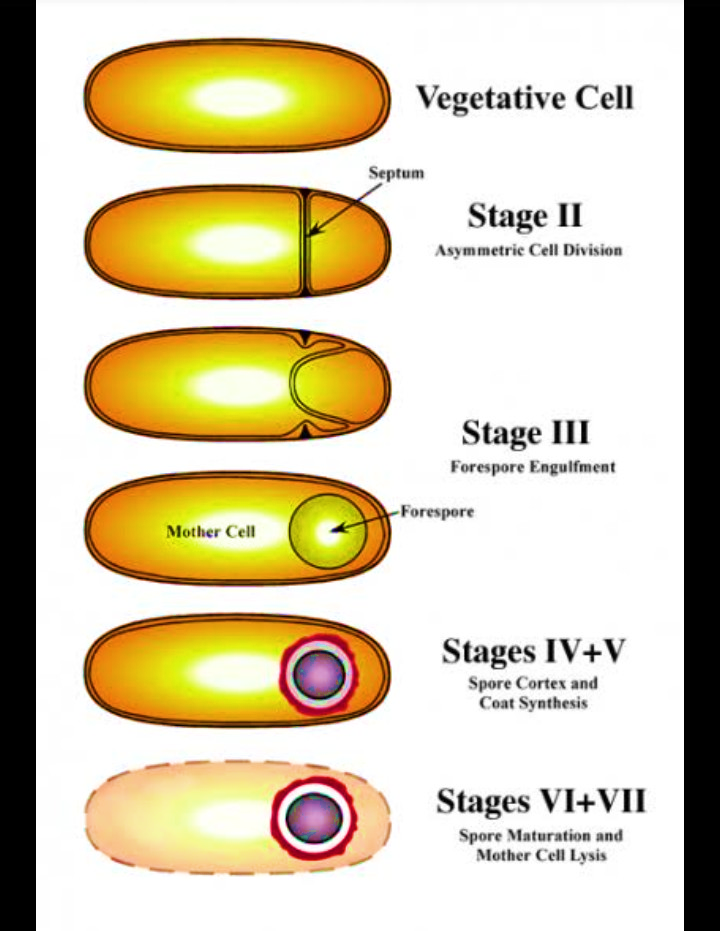 Vegetative Cell
Septum
Stage II
Asymmetric Cell Division
Stage III
Forespore Engulfment
Forespore
Mother Cell
Stages IV+V
Spore Cortex and
Coat Synthesis
Stages VI+VII
Spore Maturation and
Mother Cell Lysis